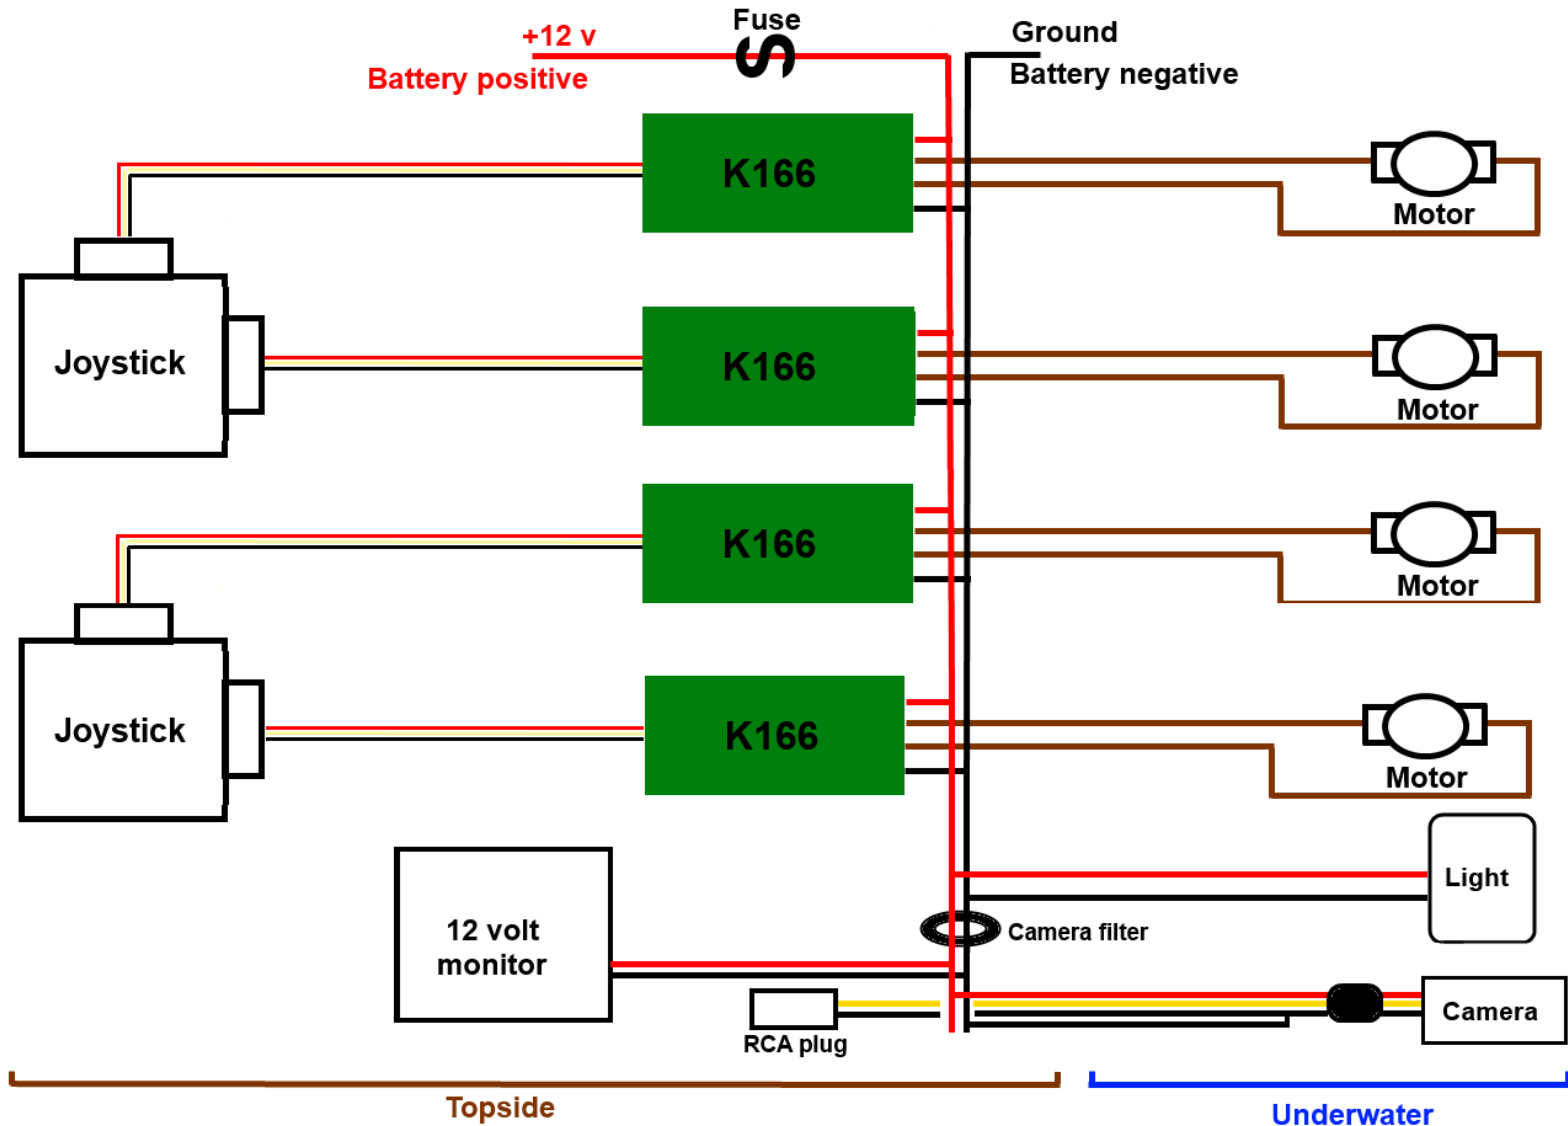 Fuse
+12 v
Battery positive
Ground
Battery negative
K166
Motor
Joystick
K166
Motor
K166
Motor
Joystick
K166
Motor
Light
12 volt
monitor
Camera filter
RCA plug
Camera
Topside
Underwater